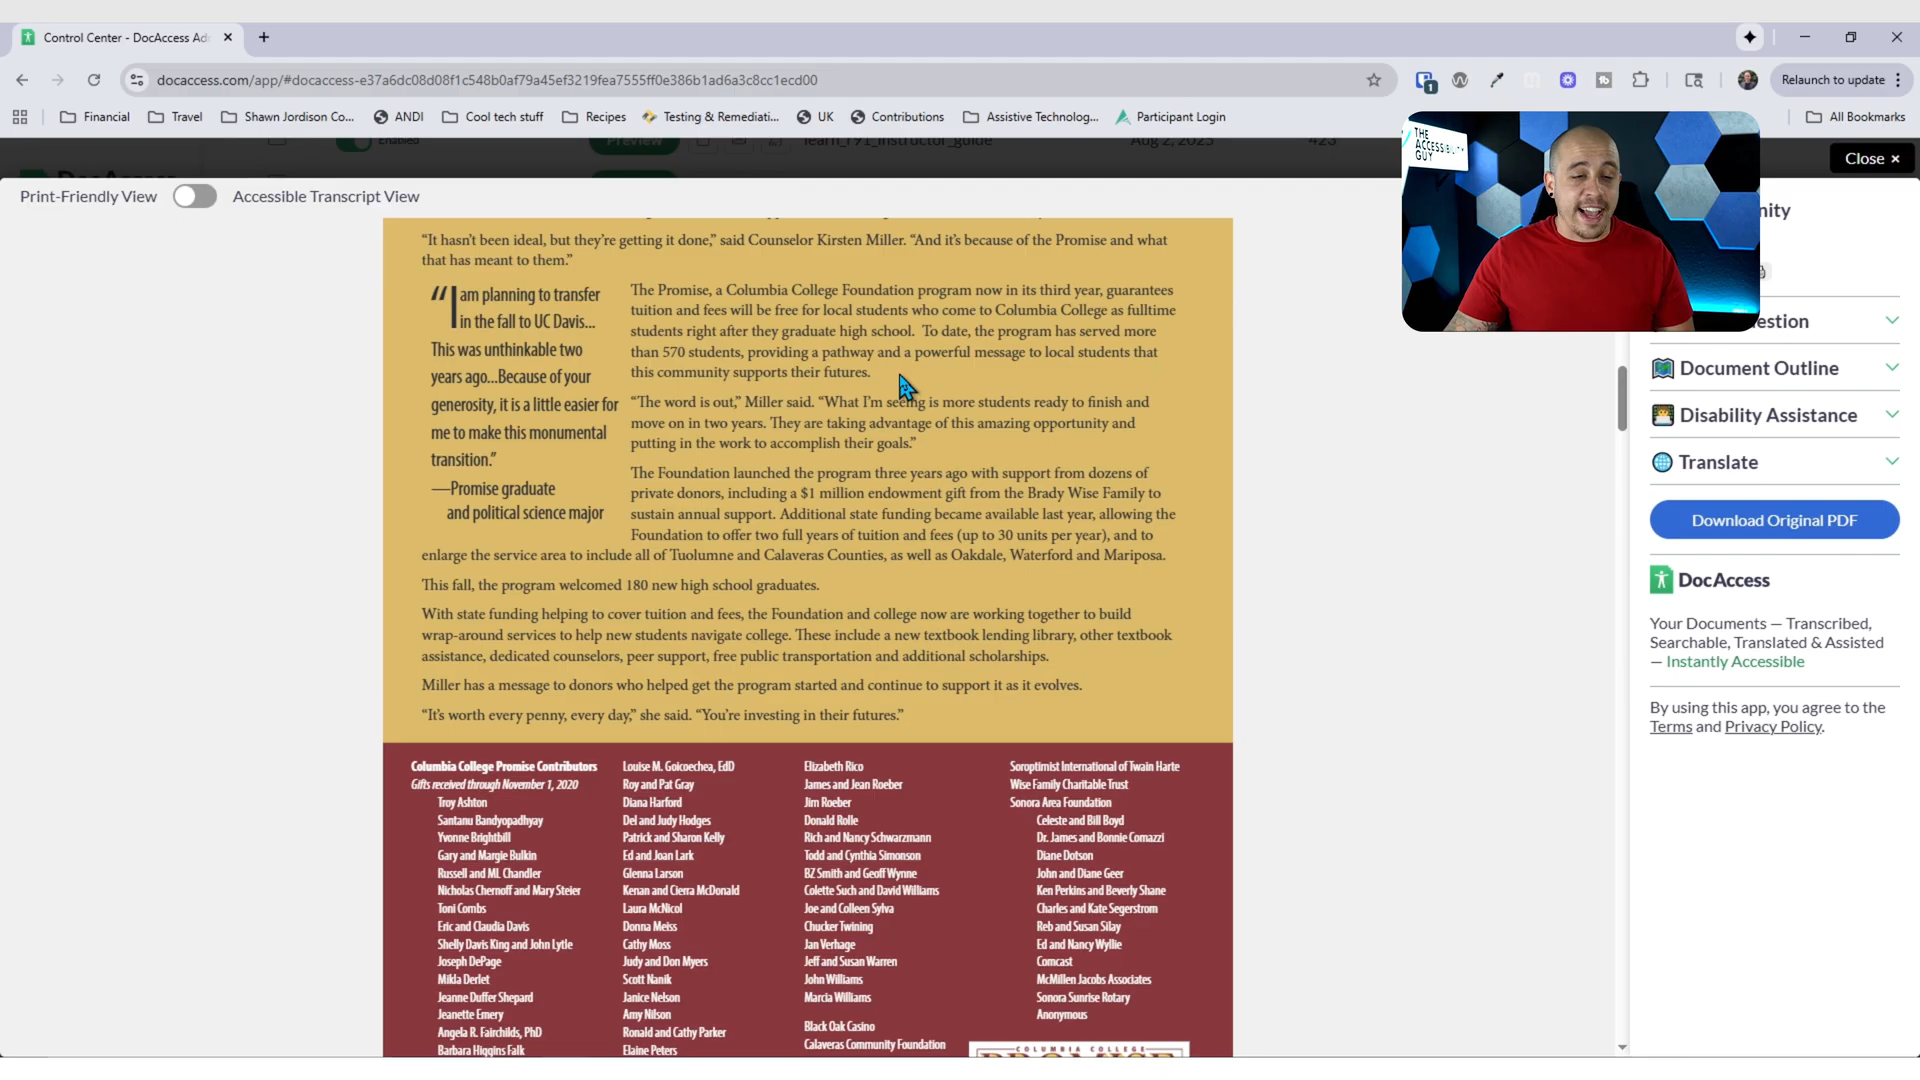 Control Center - DocAccess Ad
docaccess.com/app/#docaccess-e37a6dc08d08f1c548b0af79a45ef3219fea7555ff0e386b1ad6a3c8cc1ecd00
Relaunch to update
Financial
Travel
Shawn Jordison Co...
ANDI
Cool tech stuff
Recipes
Testing & Remediati...
UK
Contributions
Assistive Technolog...
Participant Login
All Bookmarks
Enabled
Preview
learn_r91_instructor_guide
Aug 2, 2025
423
THE
ACCESSIBILITY
GUY
Close ×
Print-Friendly View
Accessible Transcript View
“It hasn’t been ideal, but they’re getting it done,” said Counselor Kirsten Miller. “And it’s because of the Promise and what
that has meant to them.”
“I am planning to transfer
in the fall to UC Davis...
This was unthinkable two
years ago...Because of your
generosity, it is a little easier for
me to make this monumental
transition.”
—Promise graduate
and political science major
The Promise, a Columbia College Foundation program now in its third year, guarantees
tuition and fees will be free for local students who come to Columbia College as fulltime
students right after they graduate high school. To date, the program has served more
than 570 students, providing a pathway and a powerful message to local students that
this community supports their futures.
“The word is out,” Miller said. “What I’m seeing is more students ready to finish and
move on in two years. They are taking advantage of this amazing opportunity and
putting in the work to accomplish their goals.”
The Foundation launched the program three years ago with support from dozens of
private donors, including a $1 million endowment gift from the Brady Wise Family to
sustain annual support. Additional state funding became available last year, allowing the
Foundation to offer two full years of tuition and fees (up to 30 units per year), and to
enlarge the service area to include all of Tuolumne and Calaveras Counties, as well as Oakdale, Waterford and Mariposa.
This fall, the program welcomed 180 new high school graduates.
With state funding helping to cover tuition and fees, the Foundation and college now are working together to build
wrap-around services to help new students navigate college. These include a new textbook lending library, other textbook
assistance, dedicated counselors, peer support, free public transportation and additional scholarships.
Miller has a message to donors who helped get the program started and continue to support it as it evolves.
“It’s worth every penny, every day,” she said. “You’re investing in their futures.”
Columbia College Promise Contributors
Gifts received through November 1, 2020
Troy Ashton
Santanu Bandyopadhyay
Yvonne Brightbill
Gary and Margie Bulkin
Russell and ML Chandler
Nicholas Chernoff and Mary Steier
Toni Combs
Eric and Claudia Davis
Shelly Davis King and John Lytle
Joseph DePage
Mikla Derlet
Jeanne Duffer Shepard
Jeanette Emery
Angela R. Fairchilds, PhD
Barbara Higgins Falk
Louise M. Goicoechea, EdD
Roy and Pat Gray
Diana Harford
Del and Judy Hodges
Patrick and Sharon Kelly
Ed and Joan Lark
Glenna Larson
Kenan and Cierra McDonald
Laura McNicol
Donna Meiss
Cathy Moss
Judy and Don Myers
Scott Nanik
Janice Nelson
Amy Nilson
Ronald and Cathy Parker
Elaine Peters
Elizabeth Rico
James and Jean Roeber
Jim Roeber
Donald Rolle
Rich and Nancy Schwarzmann
Todd and Cynthia Simonson
BZ Smith and Geoff Wynne
Colette Such and David Williams
Joe and Colleen Sylva
Chucker Twining
Jan Verhage
Jeff and Susan Warren
John Williams
Marcia Williams
Black Oak Casino
Calaveras Community Foundation
Soroptimist International of Twain Harte
Wise Family Charitable Trust
Sonora Area Foundation
Celeste and Bill Boyd
Dr. James and Bonnie Comazzi
Diane Dotson
John and Diane Geer
Ken Perkins and Beverly Shane
Charles and Kate Segerstrom
Reb and Susan Silay
Ed and Nancy Wyllie
Comcast
McMillen Jacobs Associates
Sonora Sunrise Rotary
Anonymous
COLUMBIA COLLEGE
PROMISE
Document Outline
Disability Assistance
Translate
Download Original PDF
DocAccess
Your Documents — Transcribed,
Searchable, Translated & Assisted
— Instantly Accessible
By using this app, you agree to the
Terms and Privacy Policy.